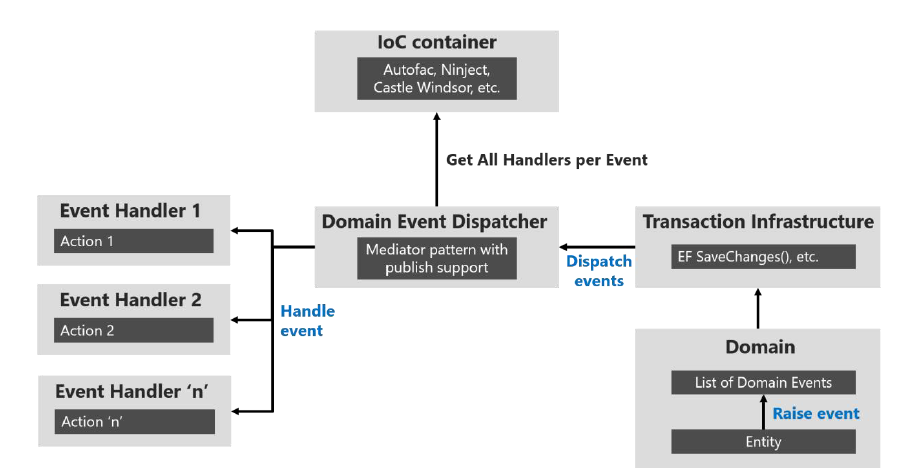 IoC container
Autofac, Ninject,
Castle Windsor, etc.
Get All Handlers per Event
Event Handler 1
Action 1
Domain Event Dispatcher
Mediator pattern with
publish support
Transaction Infrastructure
EF SaveChanges(), etc.
Dispatch
events
Event Handler 2
Action 2
Handle
event
Domain
List of Domain Events
Raise event
Entity
Event Handler ‘n’
Action ‘n’